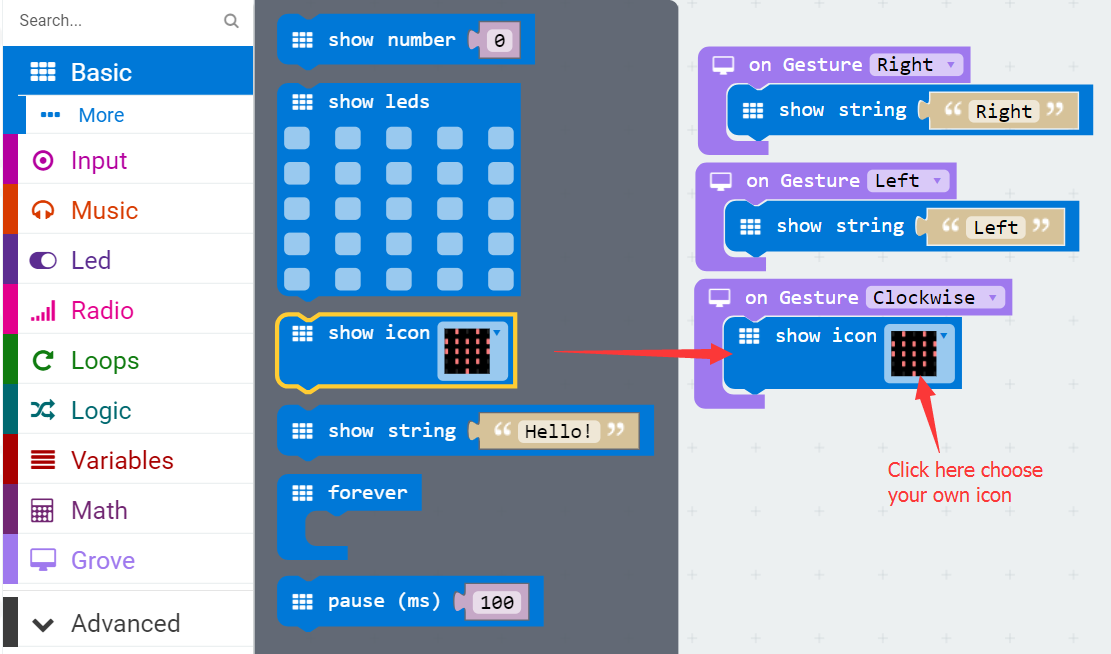 Search...
Basic
More
Input
Music
Led
Radio
Loops
Logic
Variables
Math
Grove
Advanced
show number 0
show leds
show icon
show string “ Hello! ”
forever
pause (ms) 100
on Gesture Right
show string “ Right ”
on Gesture Left
show string “ Left ”
on Gesture Clockwise
show icon
Click here choose
your own icon